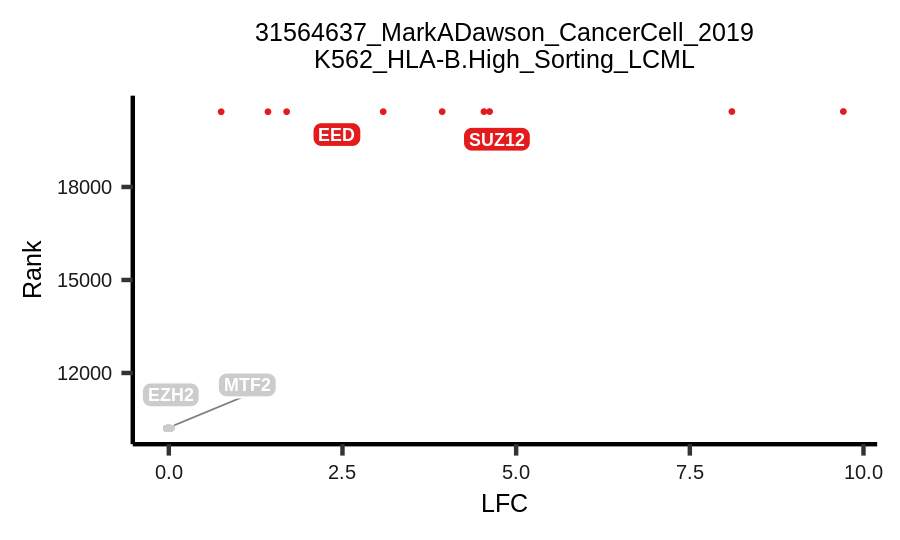 31564637_MarkADawson_CancerCell_2019
K562_HLA-B.High_Sorting_LCML
EED
SUZ12
18000
Rank
15000
12000
MTF2
EZH2
0.0
2.5
5.0
7.5
10.0
LFC